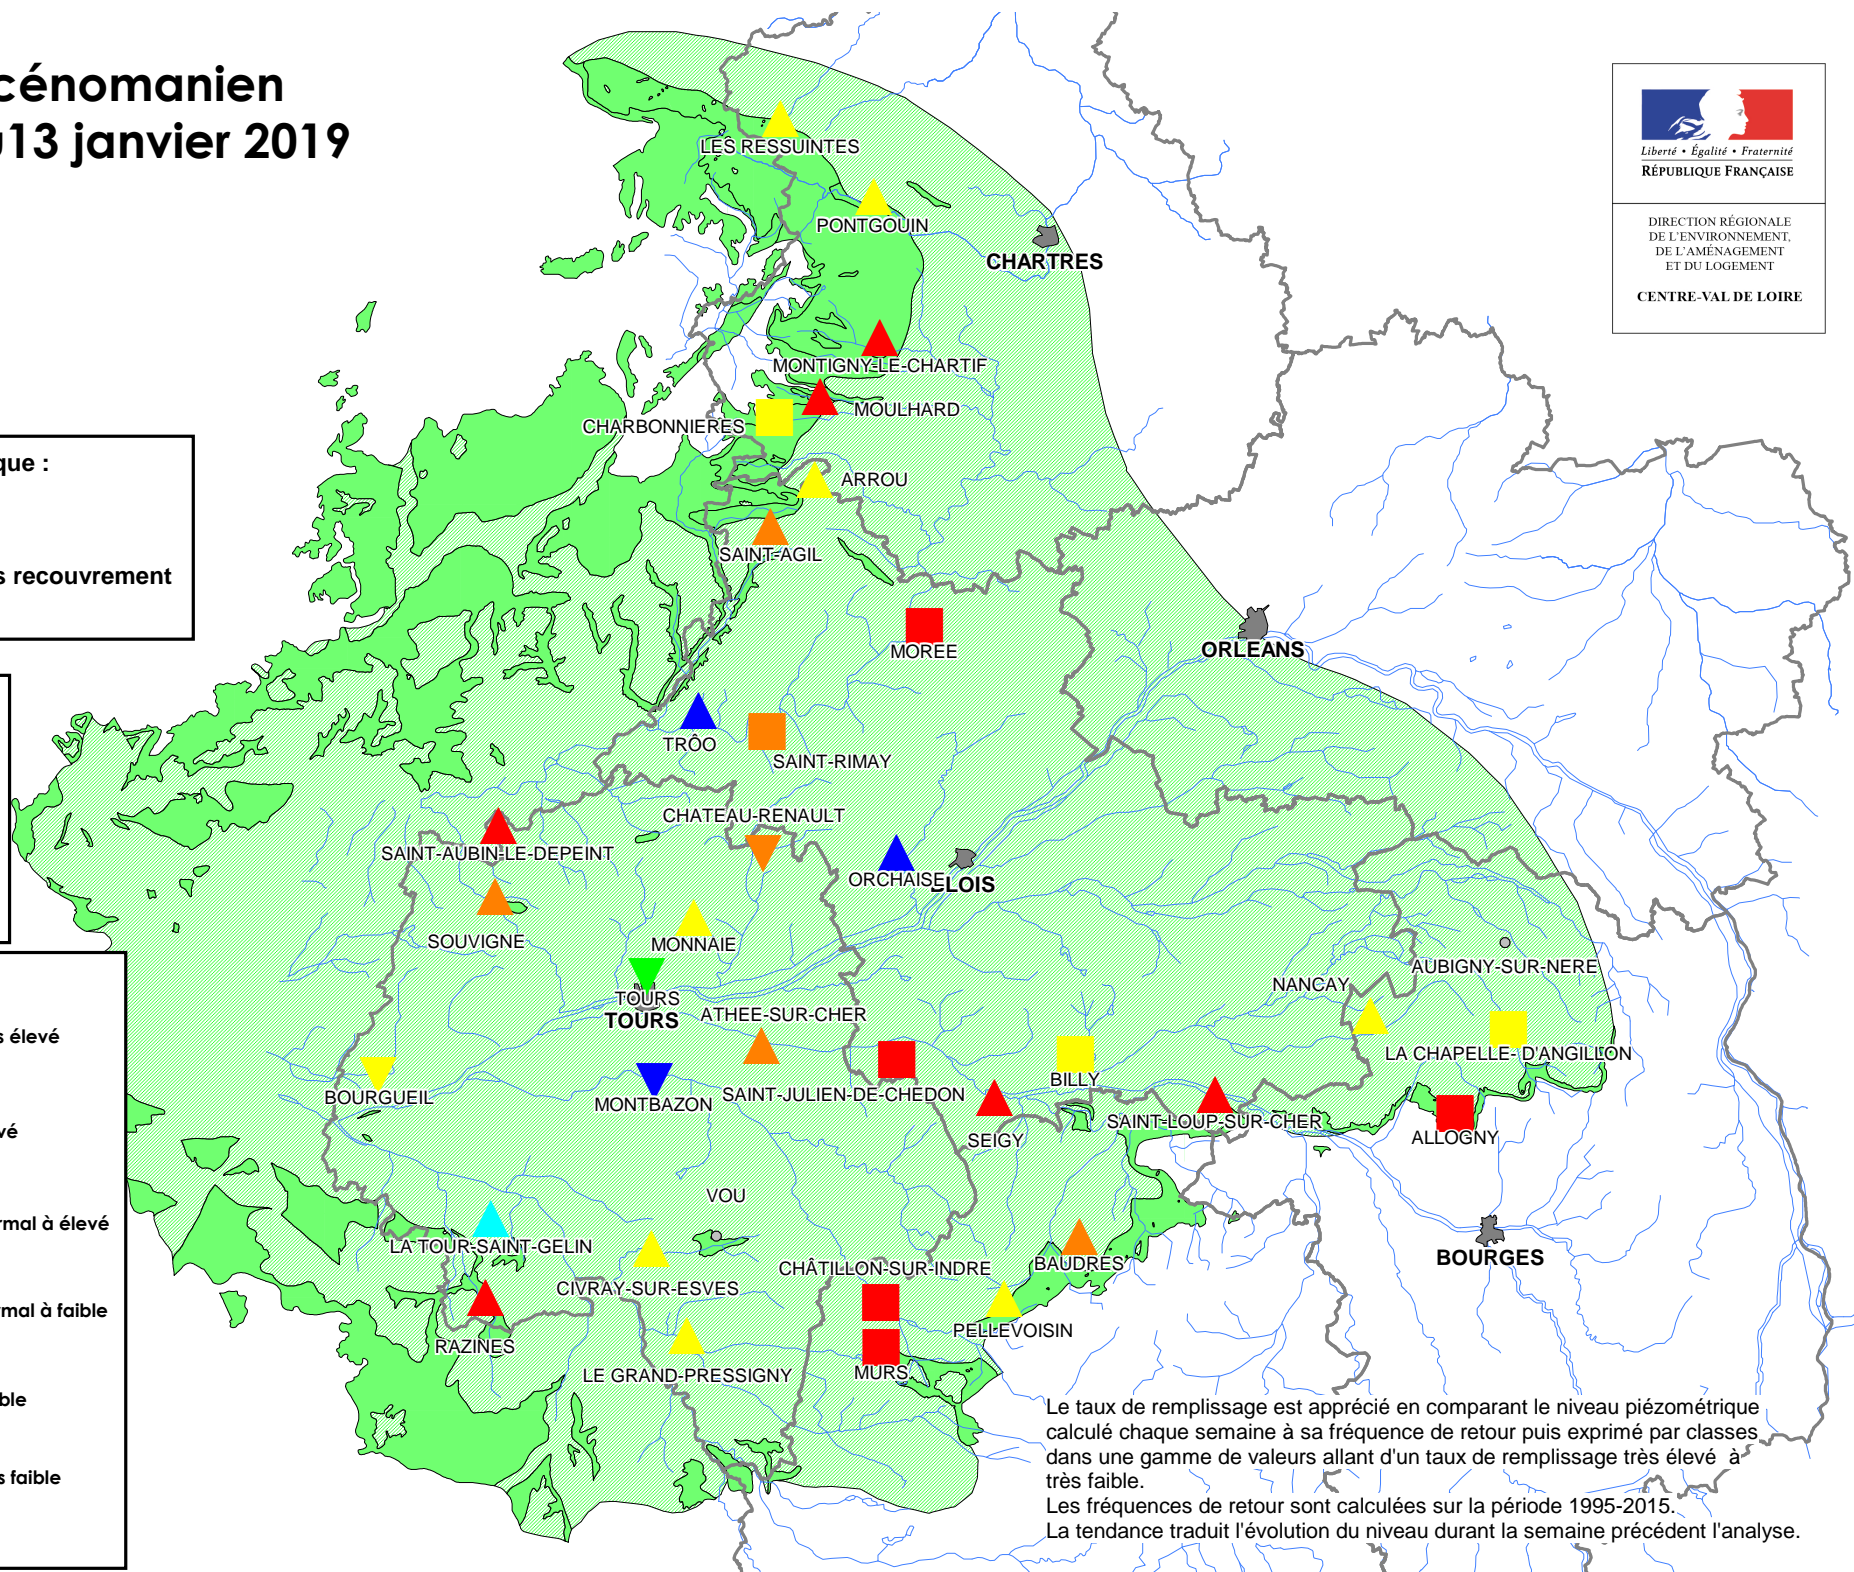 cénomanien
13 janvier 2019
Liberté • Égalité • Fraternité
RÉPUBLIQUE FRANÇAISE
DIRECTION RÉGIONALE
DE L'ENVIRONNEMENT,
DE L'AMÉNAGEMENT
ET DU LOGEMENT
CENTRE-VAL DE LOIRE
que :
s recouvrement
s élevé
vé
rmal à élevé
rmal à faible
ble
s faible
LES RESSUINTES
PONTGOUIN
CHARTRES
MONTIGNY-LE-CHARTIF
MOULHARD
CHARBONNIERES
ARROU
SAINT-AGIL
MOREE
ORLEANS
TRÔO
SAINT-RIMAY
CHATEAU-RENAULT
SAINT-AUBIN-LE-DEPEINT
ORCHAISE
BLOIS
SOUVIGNE
MONNAIE
AUBIGNY-SUR-NERE
NANCAY
TOURS
TOURS
ATHEE-SUR-CHER
LA CHAPELLE- D'ANGILLON
BILLY
BOURGUEIL
MONTBAZON
SAINT-JULIEN-DE-CHEDON
SEIGY
SAINT-LOUP-SUR-CHER
ALLOGNY
VOU
LA TOUR-SAINT-GELIN
CIVRAY-SUR-ESVES
CHÂTILLON-SUR-INDRE
BAUDRES
BOURGES
RAZINES
PELLEVOISIN
LE GRAND-PRESSIGNY
MURS
Le taux de remplissage est apprécié en comparant le niveau piézométrique
calculé chaque semaine à sa fréquence de retour puis exprimé par classes
dans une gamme de valeurs allant d'un taux de remplissage très élevé à
très faible.
Les fréquences de retour sont calculées sur la période 1995-2015.
La tendance traduit l'évolution du niveau durant la semaine précédent l'analyse.